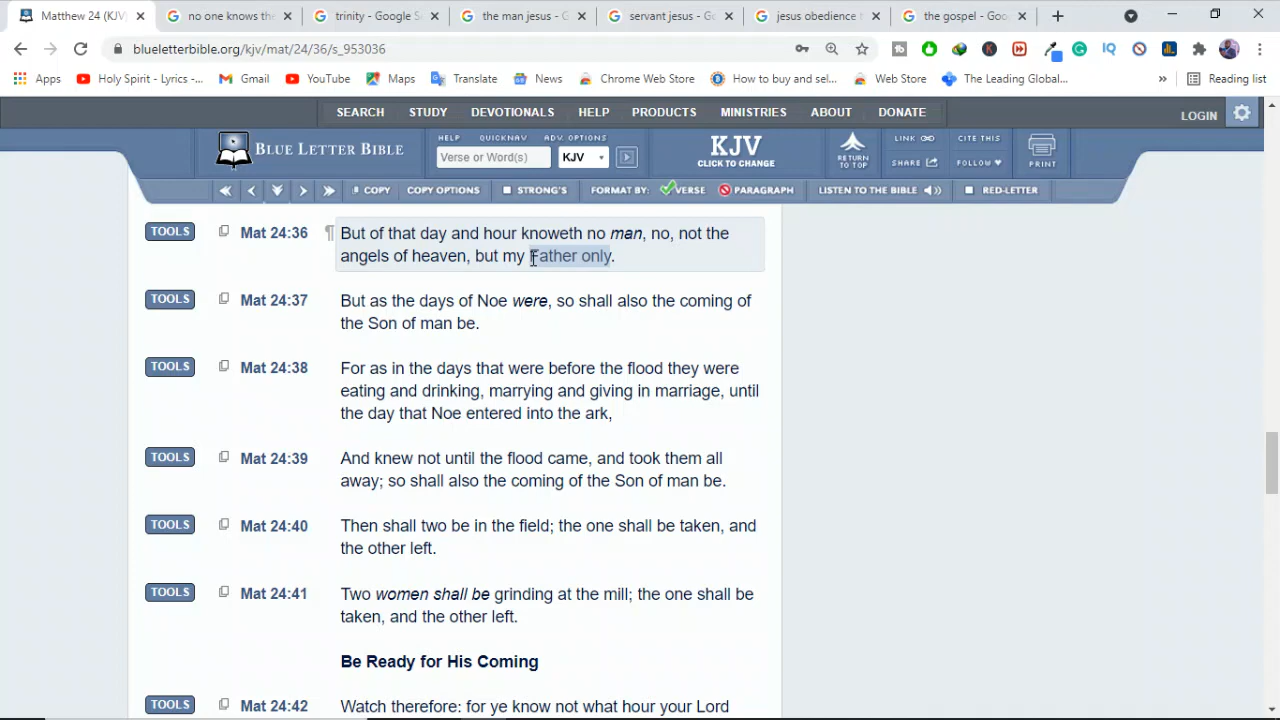 Matthew 24 (KJV)
no one knows the
trinity - Google S
the man jesus - G
servant jesus - Go
jesus obedience t
the gospel - Goo
blueletterbible.org/kjv/mat/24/36/s_953036
Apps
Holy Spirit - Lyrics -...
Gmail
YouTube
Maps
Translate
News
Chrome Web Store
How to buy and sel...
Web Store
The Leading Global...
»
Reading list
SEARCH STUDY DEVOTIONALS HELP PRODUCTS MINISTRIES ABOUT DONATE
LOGIN
BLUE LETTER BIBLE
HELP QUICKNAV ADV. OPTIONS
Verse or Word(s)
KJV
KJV
CLICK TO CHANGE
RETURN
TO TOP
LINK
SHARE
CITE THIS
FOLLOW
PRINT
COPY COPY OPTIONS STRONG'S FORMAT BY: VERSE PARAGRAPH LISTEN TO THE BIBLE RED-LETTER
TOOLS Mat 24:36 ¶ But of that day and hour knoweth no man, no, not the
angels of heaven, but my Father only.
TOOLS Mat 24:37 But as the days of Noe were, so shall also the coming of
the Son of man be.
TOOLS Mat 24:38 For as in the days that were before the flood they were
eating and drinking, marrying and giving in marriage, until
the day that Noe entered into the ark,
TOOLS Mat 24:39 And knew not until the flood came, and took them all
away; so shall also the coming of the Son of man be.
TOOLS Mat 24:40 Then shall two be in the field; the one shall be taken, and
the other left.
TOOLS Mat 24:41 Two women shall be grinding at the mill; the one shall be
taken, and the other left.
Be Ready for His Coming
TOOLS Mat 24:42 Watch therefore: for ye know not what hour your Lord